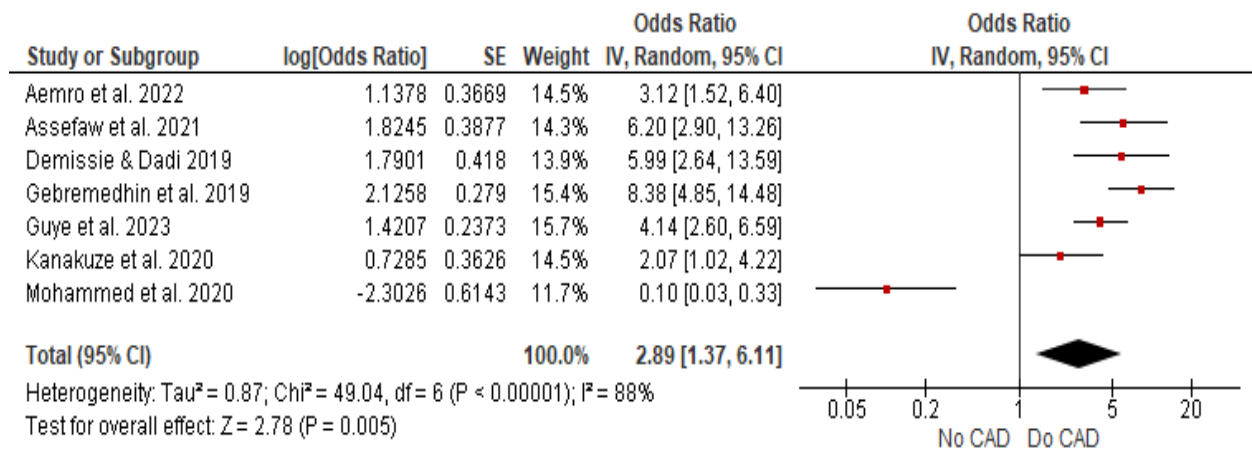 Odds Ratio Odds Ratio
Study or Subgroup log[Odds Ratio] SE Weight IV, Random, 95% CI IV, Random, 95% CI
Aemro et al. 2022 1.1378 0.3669 14.5% 3.12 [1.52, 6.40]
Assefaw et al. 2021 1.8245 0.3877 14.3% 6.20 [2.90, 13.26]
Demissie & Dadi 2019 1.7901 0.418 13.9% 5.99 [2.64, 13.59]
Gebremedhin et al. 2019 2.1258 0.279 15.4% 8.38 [4.85, 14.48]
Guye et al. 2023 1.4207 0.2373 15.7% 4.14 [2.60, 6.59]
Kanakuze et al. 2020 0.7285 0.3626 14.5% 2.07 [1.02, 4.22]
Mohammed et al. 2020 -2.3026 0.6143 11.7% 0.10 [0.03, 0.33]
Total (95% CI) 100.0% 2.89 [1.37, 6.11]
Heterogeneity: Tau² = 0.87; Chi² = 49.04, df = 6 (P < 0.00001); I² = 88%
Test for overall effect: Z = 2.78 (P = 0.005)
0.05 0.2 1 5 20
No CAD Do CAD